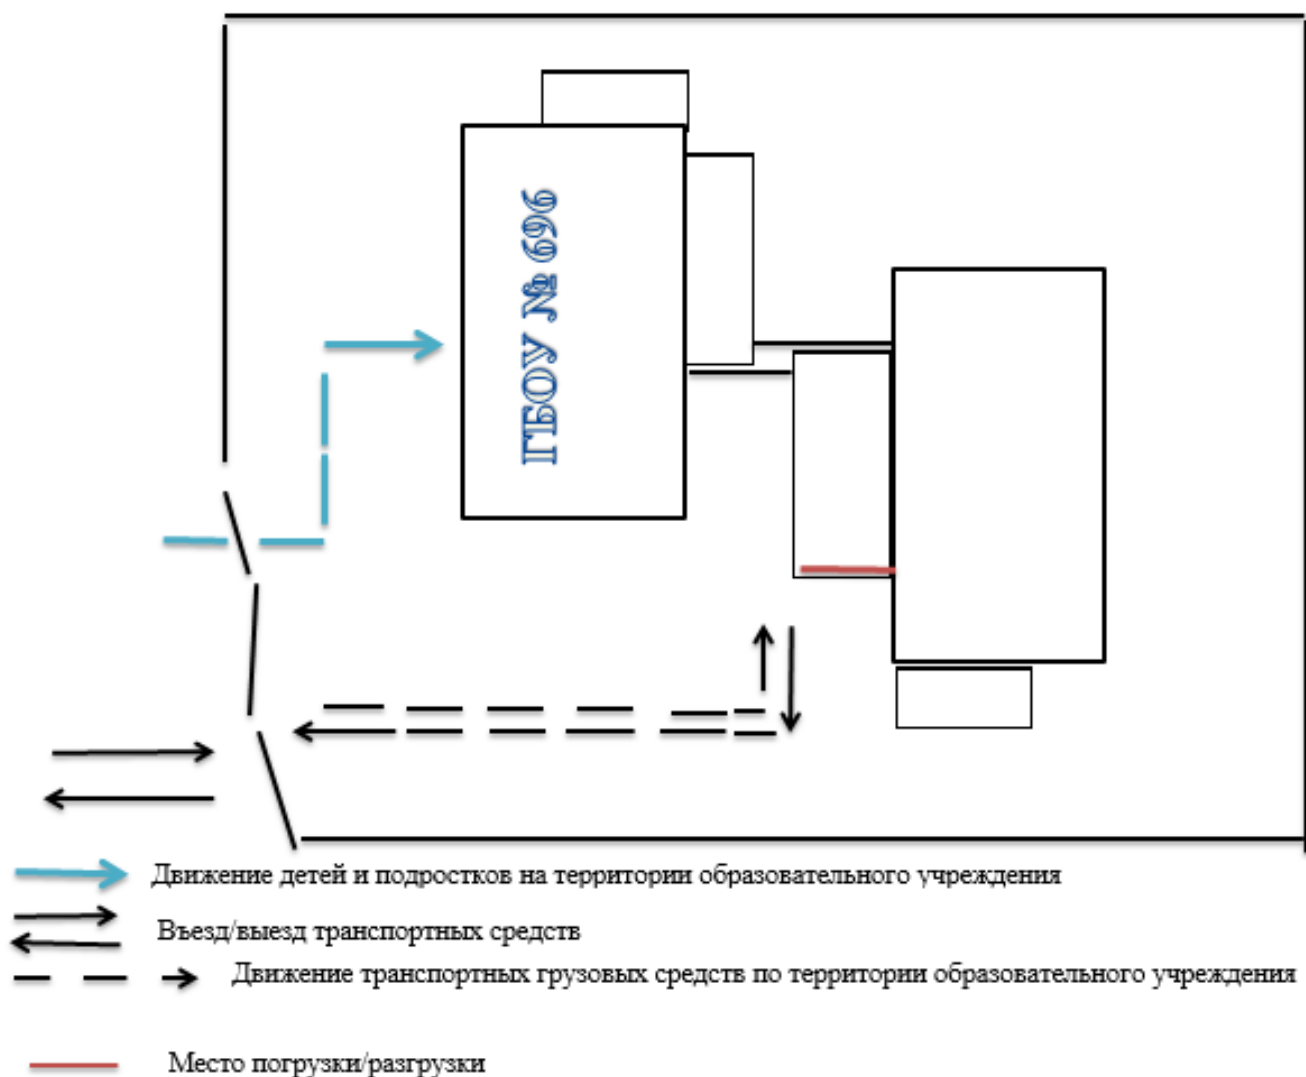 ГБОУ № 696
Движение детей и подростков на территории образовательного учреждения
Въезд/выезд транспортных средств
Движение транспортных грузовых средств по территории образовательного учреждения
Место погрузки/разгрузки